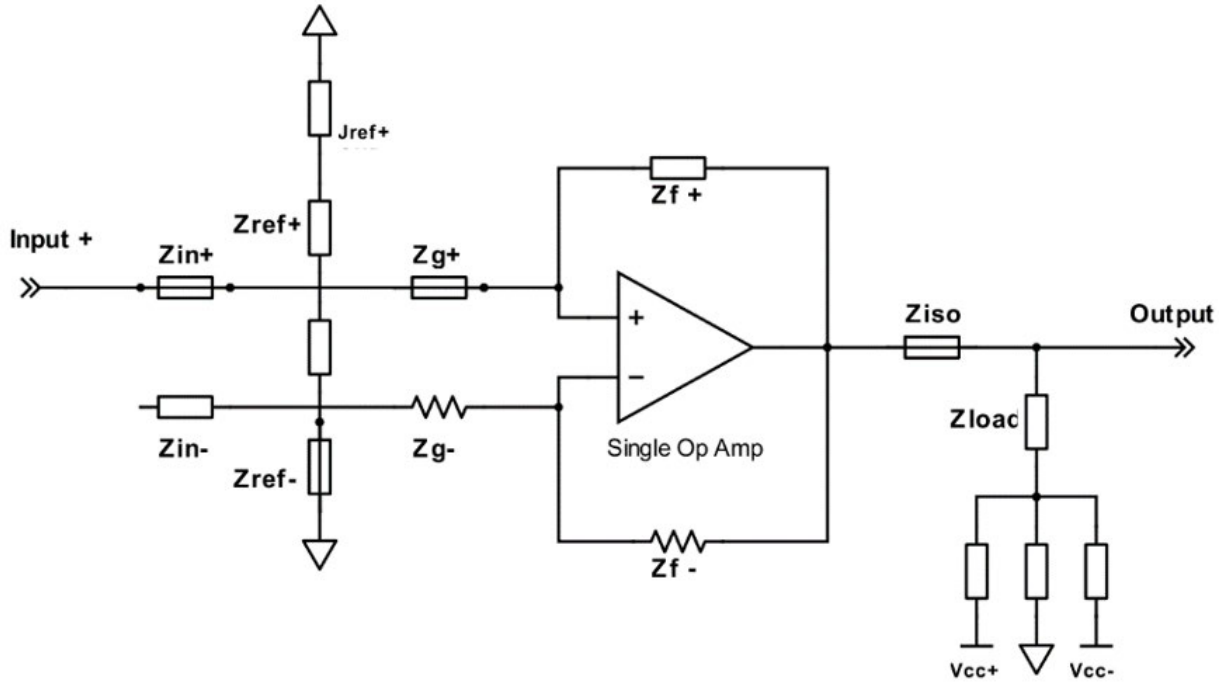 Jref+
Zf +
Zref+
Input +
Zin+
Zg+
+
Ziso
Output
−
Zload
Single Op Amp
Zin-
Zg-
Zref-
Zf -
Vcc+
Vcc-